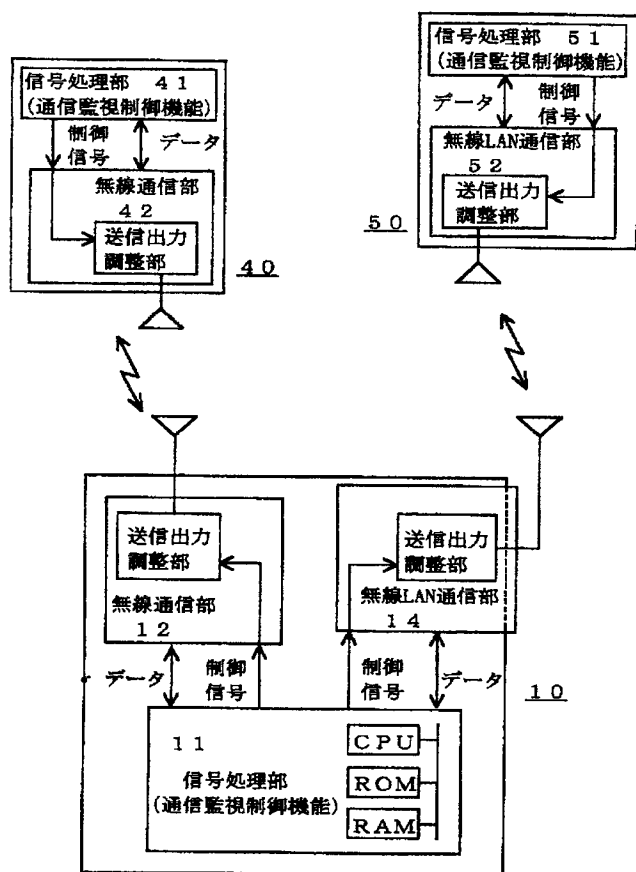 信号処理部 41
(通信監視制御機能)
制御
信号
データ
無線通信部
42
送信出力
調整部
40
信号処理部 51
(通信監視制御機能)
データ
制御
信号
無線LAN通信部
52
送信出力
調整部
50
送信出力
調整部
無線通信部
12
送信出力
調整部
無線LAN通信部
14
データ
制御
信号
制御
信号
データ
10
11
信号処理部
(通信監視制御機能)
CPU
ROM
RAM